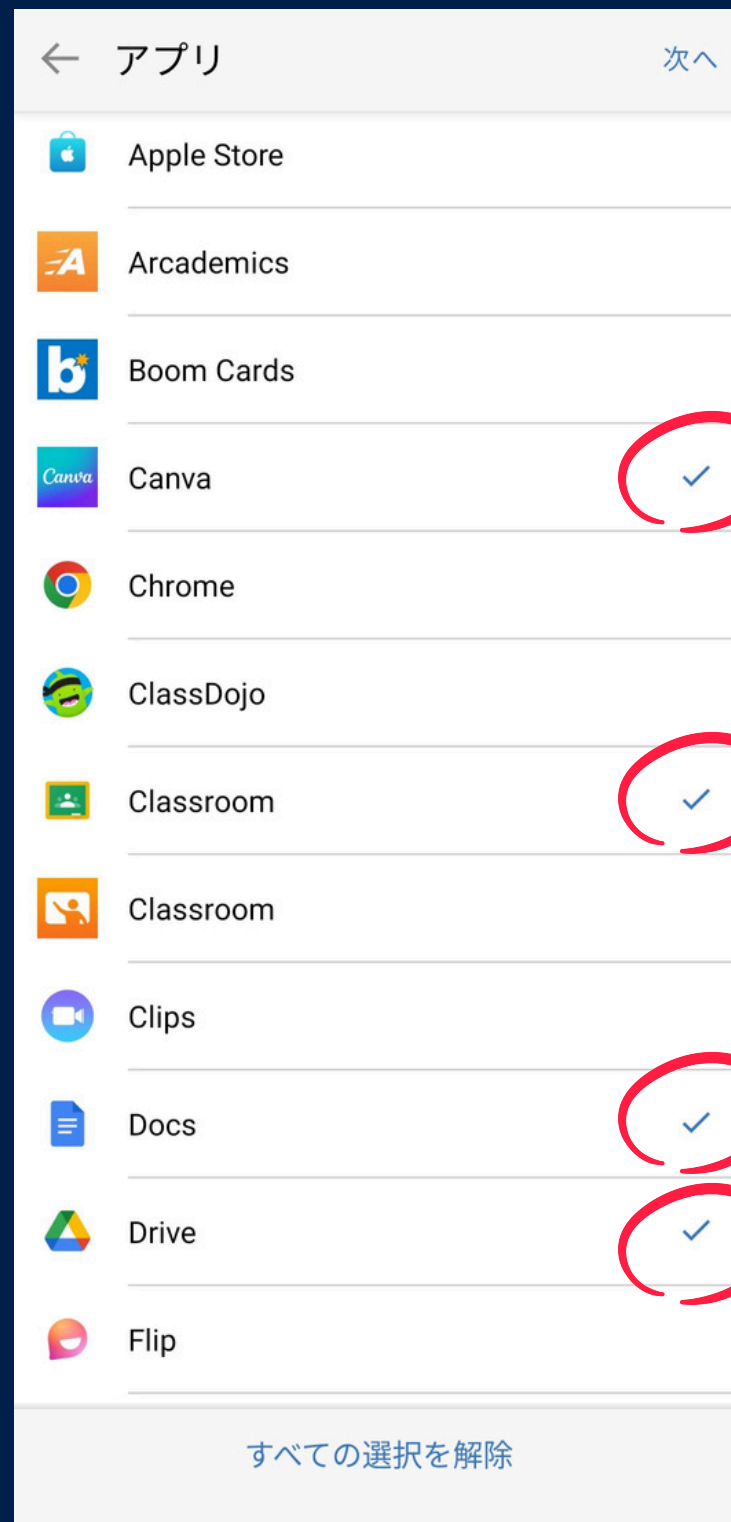 アプリ 次へ
Apple Store
Arcademics
Boom Cards
Canva Canva
Chrome
ClassDojo
Classroom
Classroom
Clips
Docs
Drive
Flip
すべての選択を解除